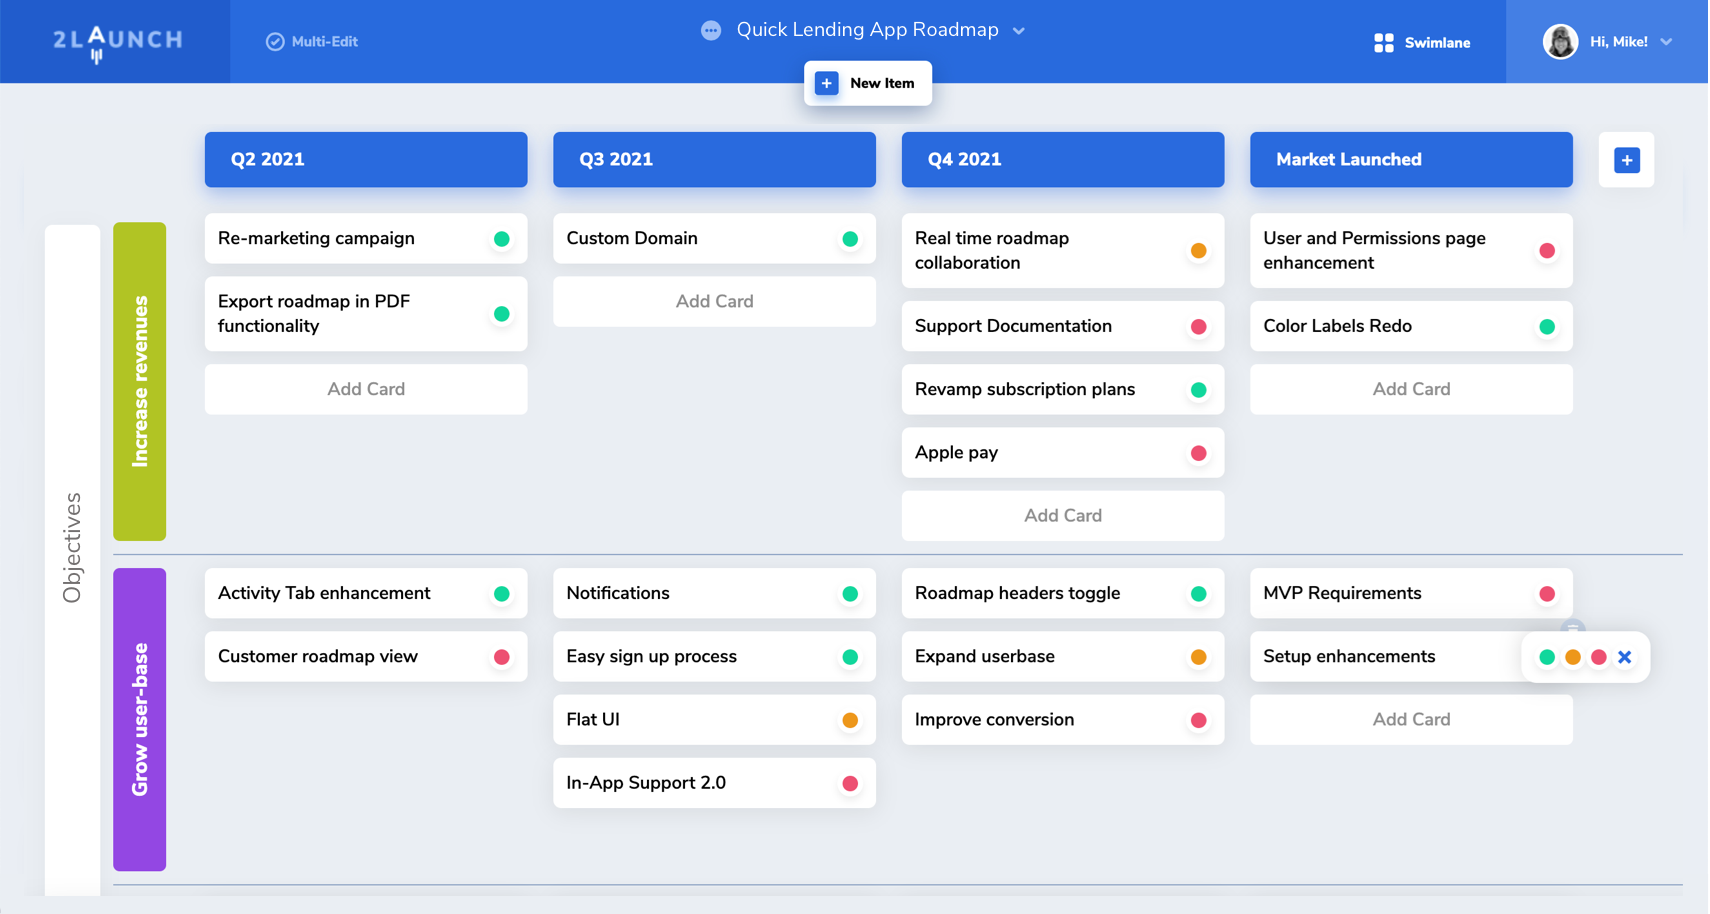 2LAUNCH
Multi-Edit
Quick Lending App Roadmap
Swimlane
Hi, Mike!
New Item
Q2 2021
Q3 2021
Q4 2021
Market Launched
Objectives
Increase revenues
Re-marketing campaign
Export roadmap in PDF
functionality
Add Card
Custom Domain
Add Card
Real time roadmap
collaboration
Support Documentation
Revamp subscription plans
Apple pay
Add Card
User and Permissions page
enhancement
Color Labels Redo
Add Card
Grow user-base
Activity Tab enhancement
Customer roadmap view
Notifications
Easy sign up process
Flat UI
In-App Support 2.0
Roadmap headers toggle
Expand userbase
Improve conversion
MVP Requirements
Setup enhancements
Add Card